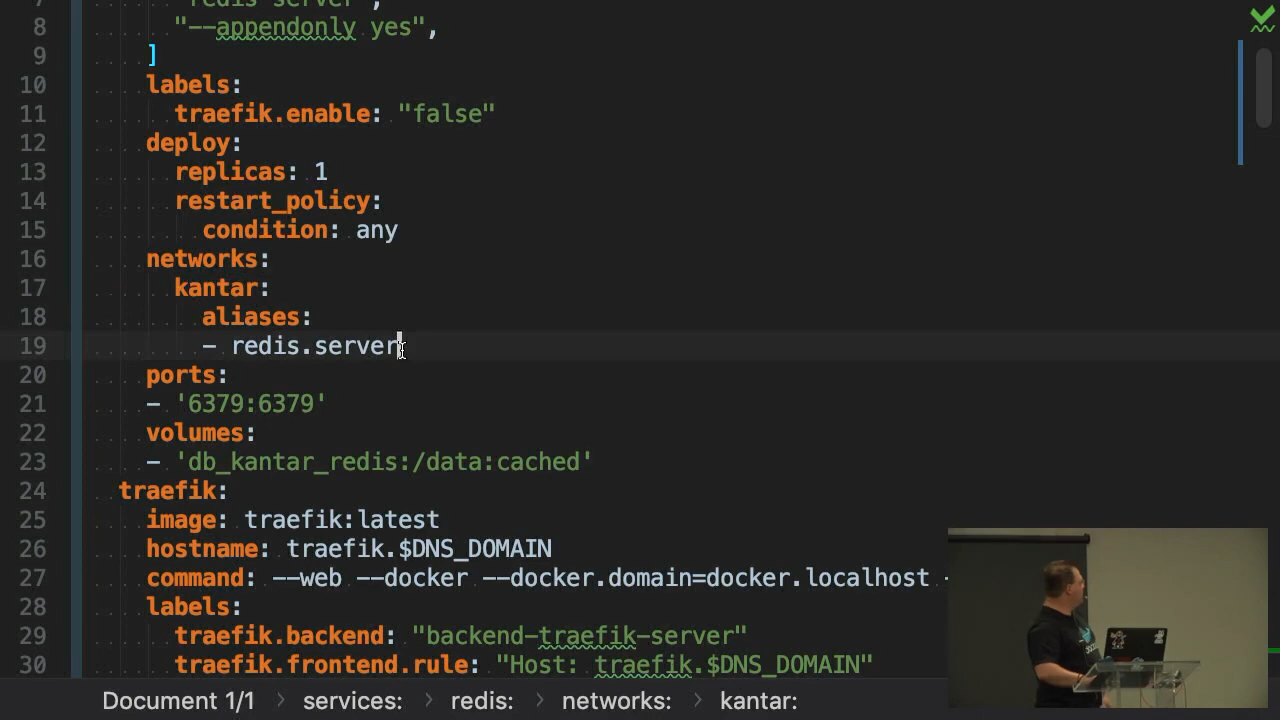 7 "redis-server",
8 "--appendonly yes",
9 ]
10 labels:
11 traefik.enable: "false"
12 deploy:
13 replicas: 1
14 restart_policy:
15 condition: any
16 networks:
17 kantar:
18 aliases:
19 - redis.server
20 ports:
21 - '6379:6379'
22 volumes:
23 - 'db_kantar_redis:/data:cached'
24 traefik:
25 image: traefik:latest
26 hostname: traefik.$DNS_DOMAIN
27 command: --web --docker --docker.domain=docker.localhost -
28 labels:
29 traefik.backend: "backend-traefik-server"
30 traefik.frontend.rule: "Host: traefik.$DNS_DOMAIN"
Document 1/1 › services: › redis: › networks: › kantar: